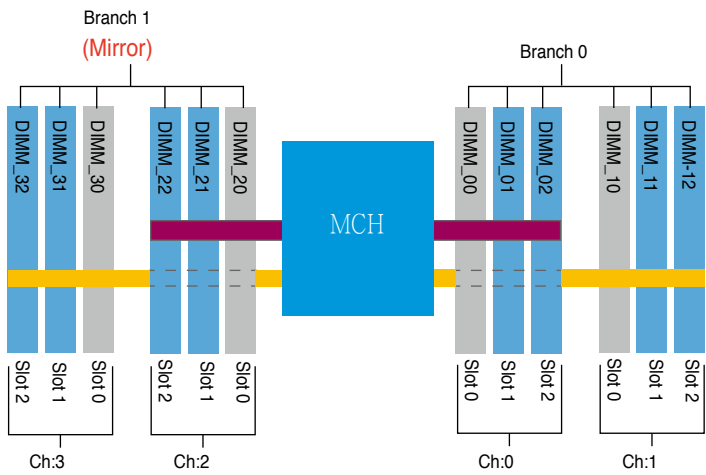 Branch 1
(Mirror)
Branch 0
DIMM_32
DIMM_31
DIMM_30
DIMM_22
DIMM_21
DIMM_20
DIMM_00
DIMM_01
DIMM_02
DIMM_10
DIMM_11
DIMM-12
MCH
Slot 2
Slot 1
Slot 0
Slot 2
Slot 1
Slot 0
Slot 0
Slot 1
Slot 2
Slot 0
Slot 1
Slot 2
Ch:3
Ch:2
Ch:0
Ch:1